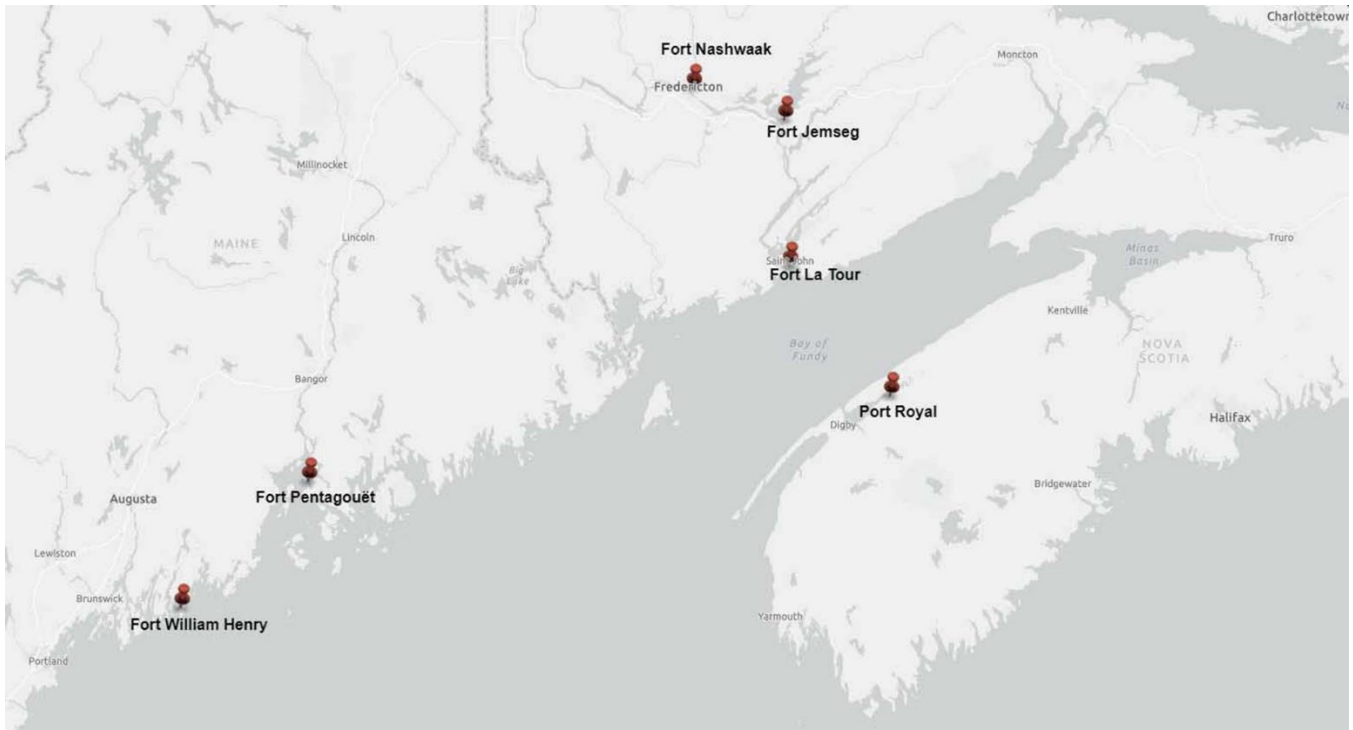 Charlottetown
Fort Nashwaak
Moncton
Fredericton
Fort Jemseg
Millinocket
MAINE
Lincoln
Big
Lake
Saint John
Fort La Tour
Minas
Basin
Truro
Kentville
Bay of
Fundy
NOVA
SCOTIA
Bangor
Port Royal
Digby
Halifax
Fort Pentagouët
Augusta
Bridgewater
Lewiston
Brunswick
Fort William Henry
Yarmouth
Portland